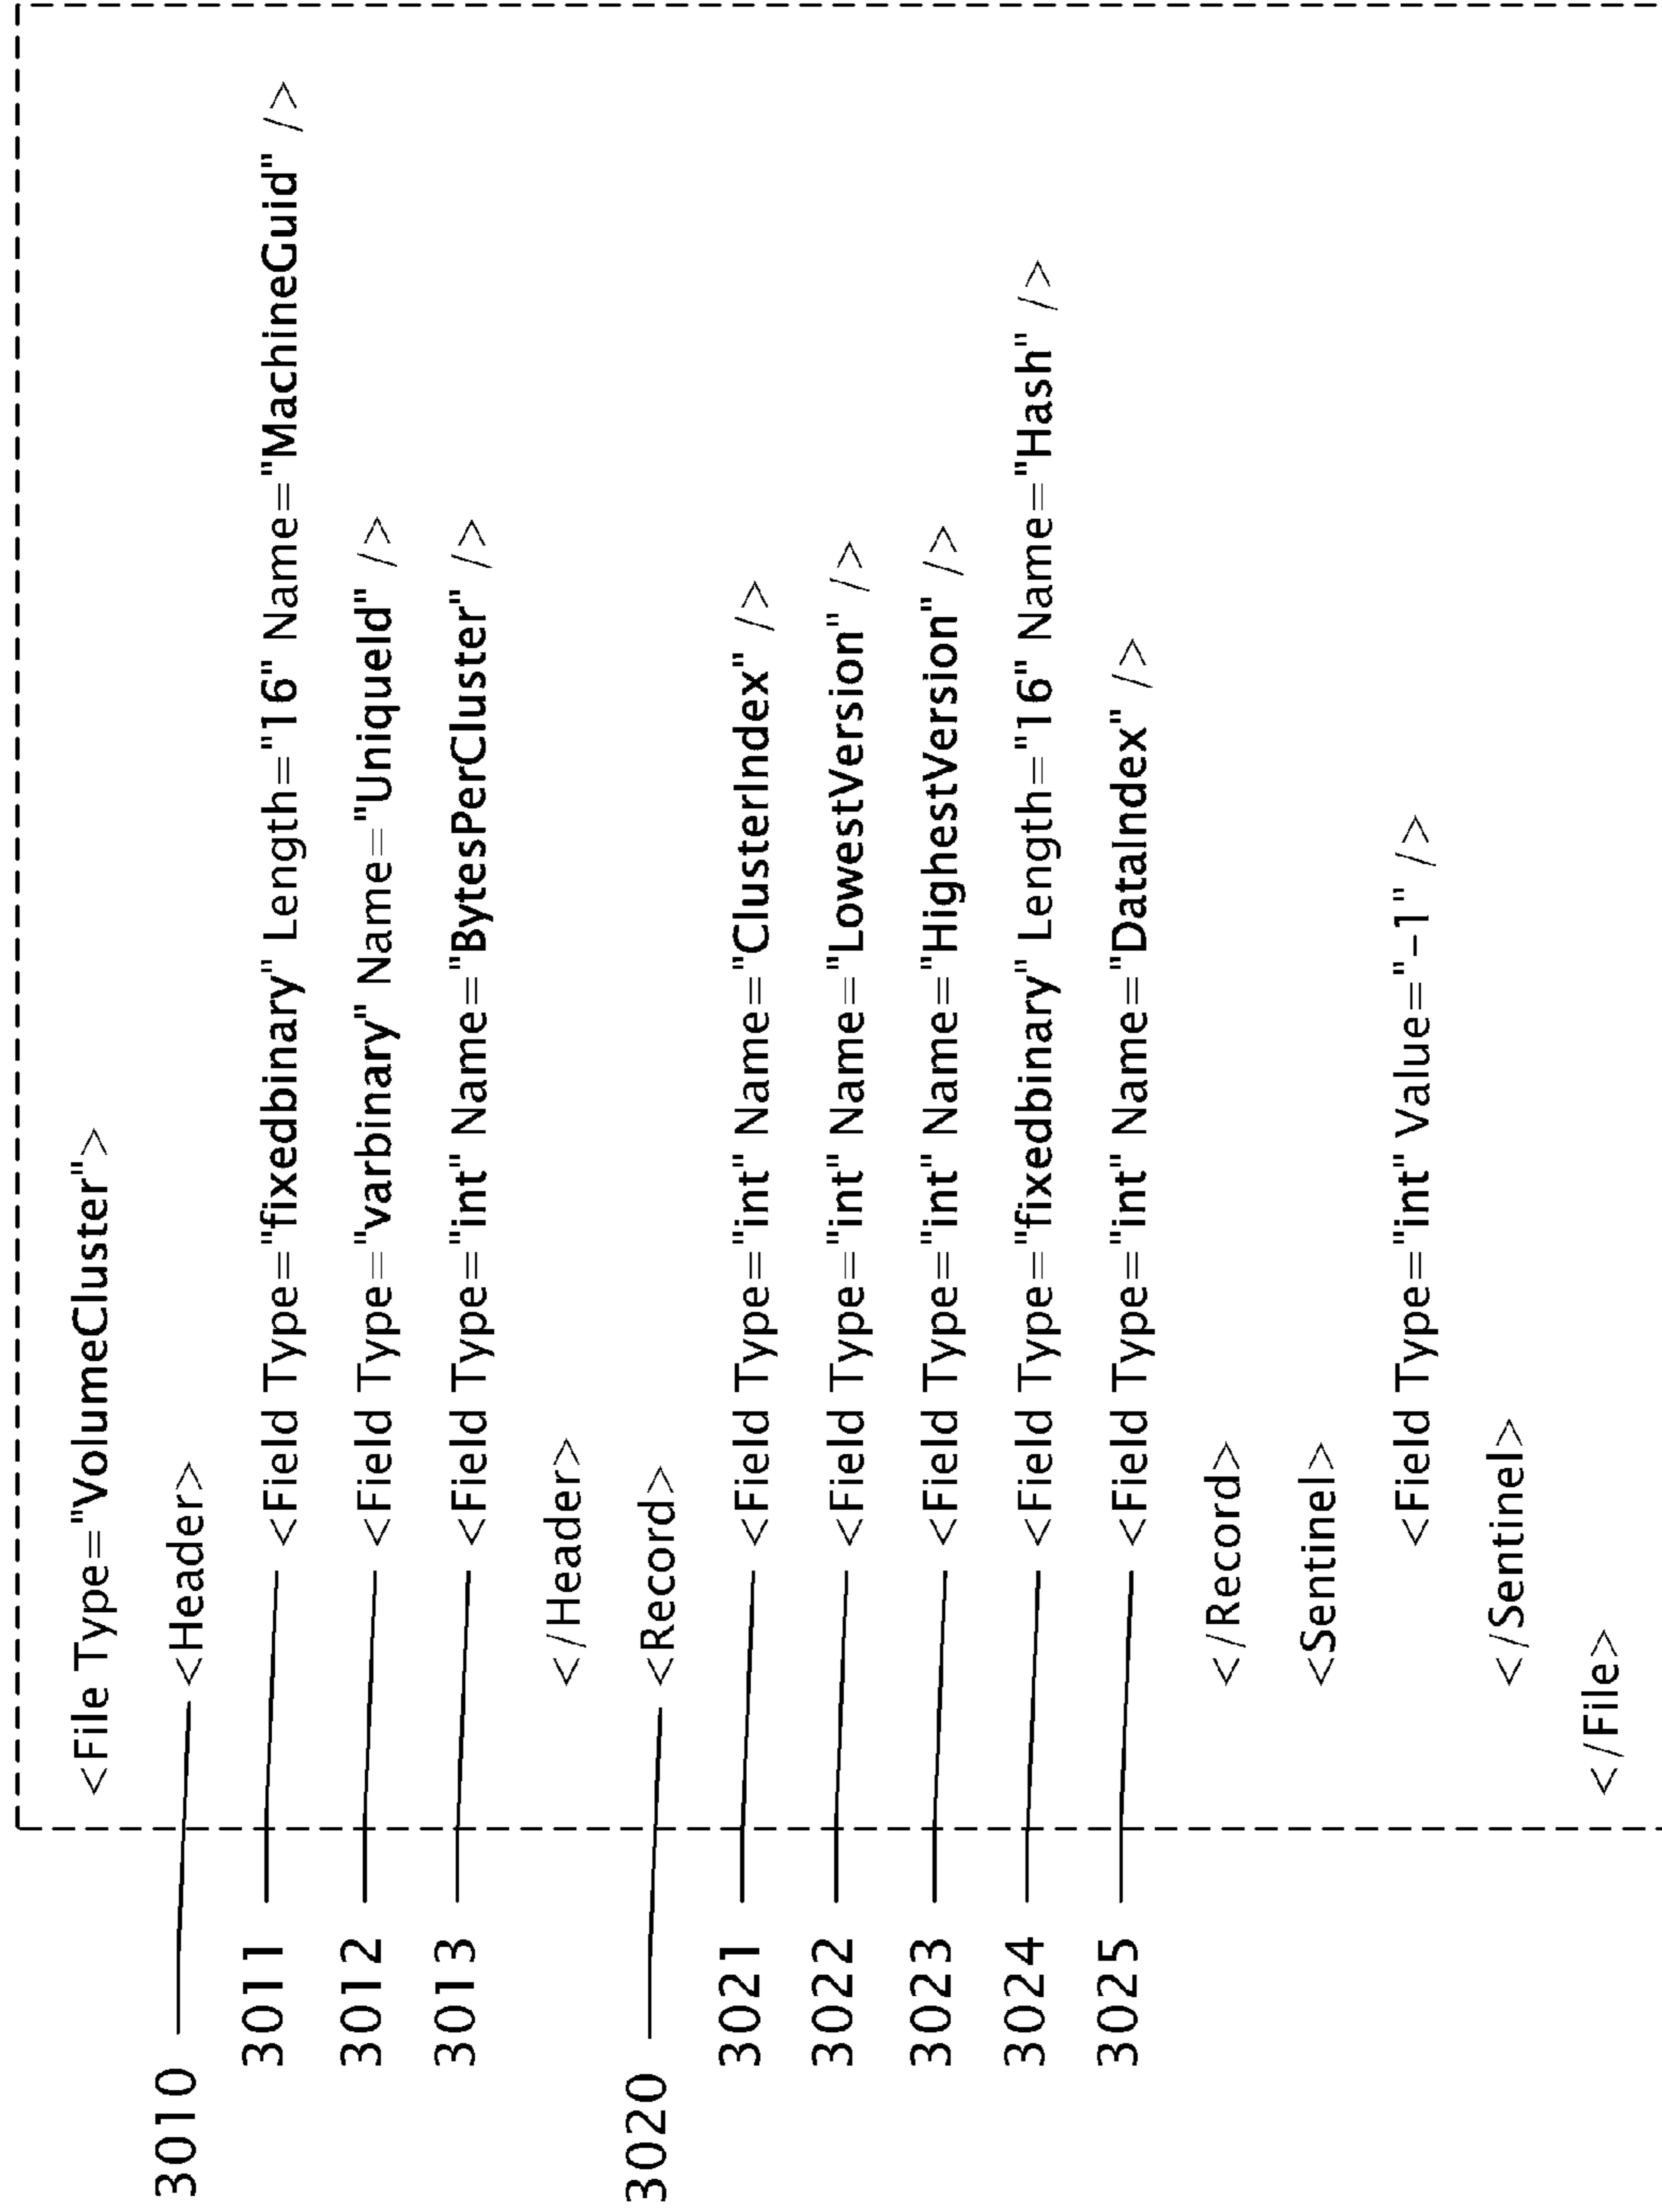 <File Type="VolumeCluster">
3010 <Header>
3011 <Field Type="fixedbinary" Length="16" Name="MachineGuid" />
3012 <Field Type="varbinary" Name="UniqueId" />
3013 <Field Type="int" Name="BytesPerCluster" />
</Header>
3020 <Record>
3021 <Field Type="int" Name="ClusterIndex" />
3022 <Field Type="int" Name="LowestVersion" />
3023 <Field Type="int" Name="HighestVersion" />
3024 <Field Type="fixedbinary" Length="16" Name="Hash" />
3025 <Field Type="int" Name="DataIndex" />
</Record>
<Sentinel>
<Field Type="int" Value="-1" />
</Sentinel>
</File>